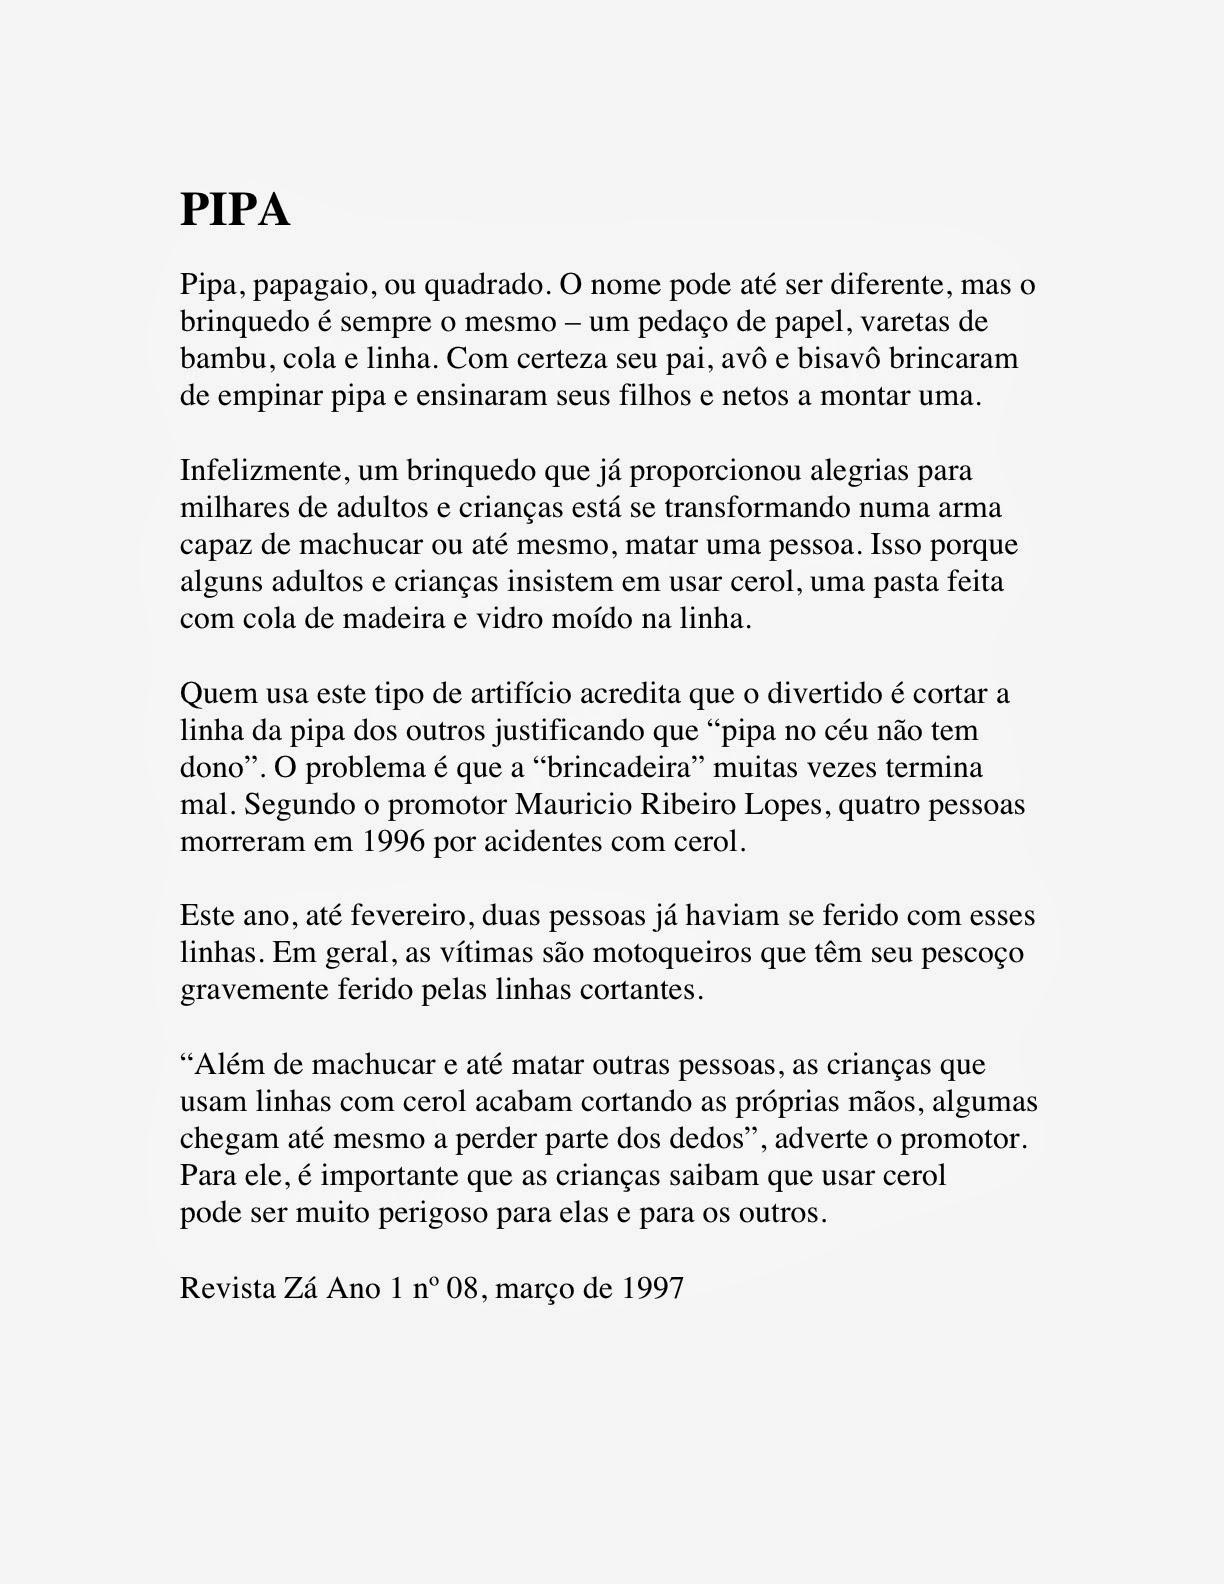 PIPA
Pipa, papagaio, ou quadrado. O nome pode até ser diferente, mas o
brinquedo é sempre o mesmo – um pedaço de papel, varetas de
bambu, cola e linha. Com certeza seu pai, avô e bisavô brincaram
de empinar pipa e ensinaram seus filhos e netos a montar uma.
Infelizmente, um brinquedo que já proporcionou alegrias para
milhares de adultos e crianças está se transformando numa arma
capaz de machucar ou até mesmo, matar uma pessoa. Isso porque
alguns adultos e crianças insistem em usar cerol, uma pasta feita
com cola de madeira e vidro moído na linha.
Quem usa este tipo de artifício acredita que o divertido é cortar a
linha da pipa dos outros justificando que “pipa no céu não tem
dono”. O problema é que a “brincadeira” muitas vezes termina
mal. Segundo o promotor Mauricio Ribeiro Lopes, quatro pessoas
morreram em 1996 por acidentes com cerol.
Este ano, até fevereiro, duas pessoas já haviam se ferido com esses
linhas. Em geral, as vítimas são motoqueiros que têm seu pescoço
gravemente ferido pelas linhas cortantes.
“Além de machucar e até matar outras pessoas, as crianças que
usam linhas com cerol acabam cortando as próprias mãos, algumas
chegam até mesmo a perder parte dos dedos”, adverte o promotor.
Para ele, é importante que as crianças saibam que usar cerol
pode ser muito perigoso para elas e para os outros.
Revista Zá Ano 1 nº 08, março de 1997